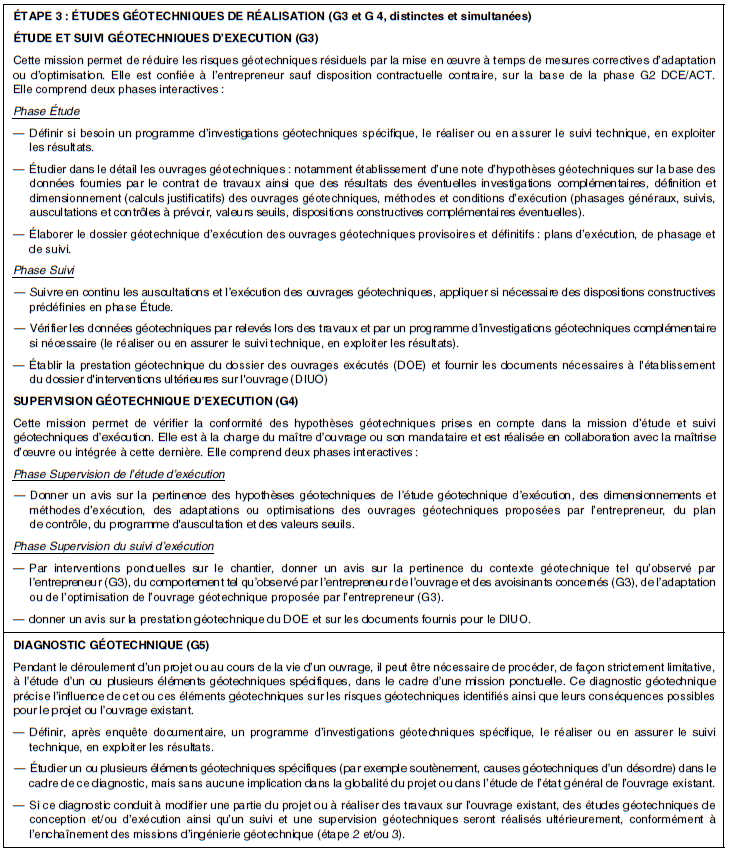 ÉTAPE 3 : ÉTUDES GÉOTECHNIQUES DE RÉALISATION (G3 et G 4, distinctes et simultanées)
ÉTUDE ET SUIVI GÉOTECHNIQUES D'EXECUTION (G3)
Cette mission permet de réduire les risques géotechniques résiduels par la mise en œuvre à temps de mesures correctives d'adaptation
ou d'optimisation. Elle est confiée à l'entrepreneur sauf disposition contractuelle contraire, sur la base de la phase G2 DCE/ACT.
Elle comprend deux phases interactives :
Phase Étude
— Définir si besoin un programme d'investigations géotechniques spécifique, le réaliser ou en assurer le suivi technique, en exploiter
les résultats.
— Étudier dans le détail les ouvrages géotechniques : notamment établissement d'une note d'hypothèses géotechniques sur la base des
données fournies par le contrat de travaux ainsi que des résultats des éventuelles investigations complémentaires, définition et
dimensionnement (calculs justificatifs) des ouvrages géotechniques, méthodes et conditions d'exécution (phasages généraux, suivis,
auscultations et contrôles à prévoir, valeurs seuils, dispositions constructives complémentaires éventuelles).
— Élaborer le dossier géotechnique d'exécution des ouvrages géotechniques provisoires et définitifs : plans d'exécution, de phasage et
de suivi.
Phase Suivi
— Suivre en continu les auscultations et l'exécution des ouvrages géotechniques, appliquer si nécessaire des dispositions constructives
prédéfinies en phase Étude.
— Vérifier les données géotechniques par relevés lors des travaux et par un programme d'investigations géotechniques complémentaire
si nécessaire (le réaliser ou en assurer le suivi technique, en exploiter les résultats).
— Établir la prestation géotechnique du dossier des ouvrages exécutés (DOE) et fournir les documents nécessaires à l'établissement
du dossier d'interventions ultérieures sur l'ouvrage (DIUO)
SUPERVISION GÉOTECHNIQUE D'EXECUTION (G4)
Cette mission permet de vérifier la conformité des hypothèses géotechniques prises en compte dans la mission d'étude et suivi
géotechniques d'exécution. Elle est à la charge du maître d'ouvrage ou son mandataire et est réalisée en collaboration avec la maîtrise
d'œuvre ou intégrée à cette dernière. Elle comprend deux phases interactives :
Phase Supervision de l'étude d'exécution
— Donner un avis sur la pertinence des hypothèses géotechniques de l'étude géotechnique d'exécution, des dimensionnements et
méthodes d'exécution, des adaptations ou optimisations des ouvrages géotechniques proposées par l'entrepreneur, du plan
de contrôle, du programme d'auscultation et des valeurs seuils.
Phase Supervision du suivi d'exécution
— Par interventions ponctuelles sur le chantier, donner un avis sur la pertinence du contexte géotechnique tel qu'observé par
l'entrepreneur (G3), du comportement tel qu'observé par l'entrepreneur de l'ouvrage et des avoisinants concernés (G3), de l'adaptation
ou de l'optimisation de l'ouvrage géotechnique proposée par l'entrepreneur (G3).
— donner un avis sur la prestation géotechnique du DOE et sur les documents fournis pour le DIUO.
DIAGNOSTIC GÉOTECHNIQUE (G5)
Pendant le déroulement d'un projet ou au cours de la vie d'un ouvrage, il peut être nécessaire de procéder, de façon strictement limitative,
à l'étude d'un ou plusieurs éléments géotechniques spécifiques, dans le cadre d'une mission ponctuelle. Ce diagnostic géotechnique
précise l'influence de cet ou ces éléments géotechniques sur les risques géotechniques identifiés ainsi que leurs conséquences possibles
pour le projet ou l'ouvrage existant.
— Définir, après enquête documentaire, un programme d'investigations géotechniques spécifique, le réaliser ou en assurer le suivi
technique, en exploiter les résultats.
— Étudier un ou plusieurs éléments géotechniques spécifiques (par exemple soutènement, causes géotechniques d'un désordre) dans le
cadre de ce diagnostic, mais sans aucune implication dans la globalité du projet ou dans l'étude de l'état général de l'ouvrage existant.
— Si ce diagnostic conduit à modifier une partie du projet ou à réaliser des travaux sur l'ouvrage existant, des études géotechniques de
conception et/ou d'exécution ainsi qu'un suivi et une supervision géotechniques seront réalisés ultérieurement, conformément à
l'enchaînement des missions d'ingénierie géotechnique (étape 2 et/ou 3).